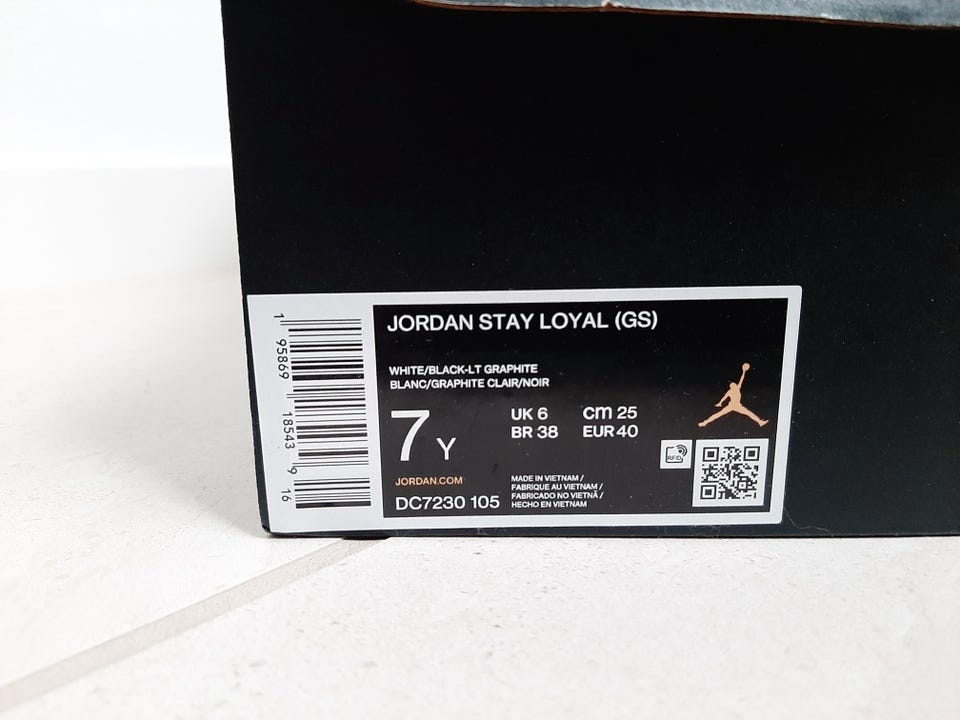 JORDAN STAY LOYAL (GS)
WHITE/BLACK-LT GRAPHITE
BLANC/GRAPHITE CLAIR/NOIR
7 Y
UK 6 cm 25
BR 38 EUR 40
RFID
JORDAN.COM
DC7230 105
MADE IN VIETNAM /
FABRIQUE AU VIETNAM /
FABRICADO NO VIETNÃ /
HECHO EN VIETNAM
1 95869 18543 9 16